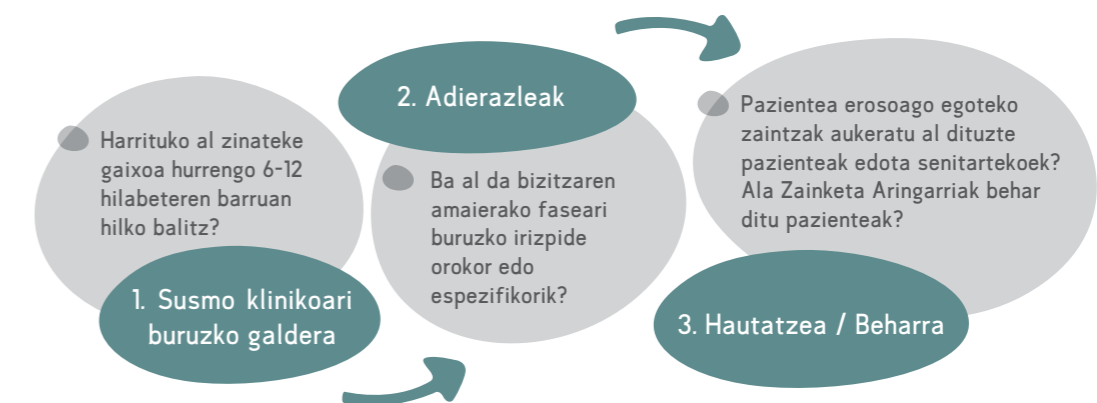 Harrituko al zinateke
gaixoa hurrengo 6-12
hilabeteren barruan
hilko balitz?
1. Susmo klinikoari
buruzko galdera
2. Adierazleak
Ba al da bizitzaren
amaierako faseari
buruzko irizpide
orokor edo
espezifikorik?
Pazientea erosoago egoteko
zaintzak aukeratu al dituzte
pazienteak edota senitartekoek?
Ala Zainketa Aringarriak behar
ditu pazienteak?
3. Hautatzea / Beharra